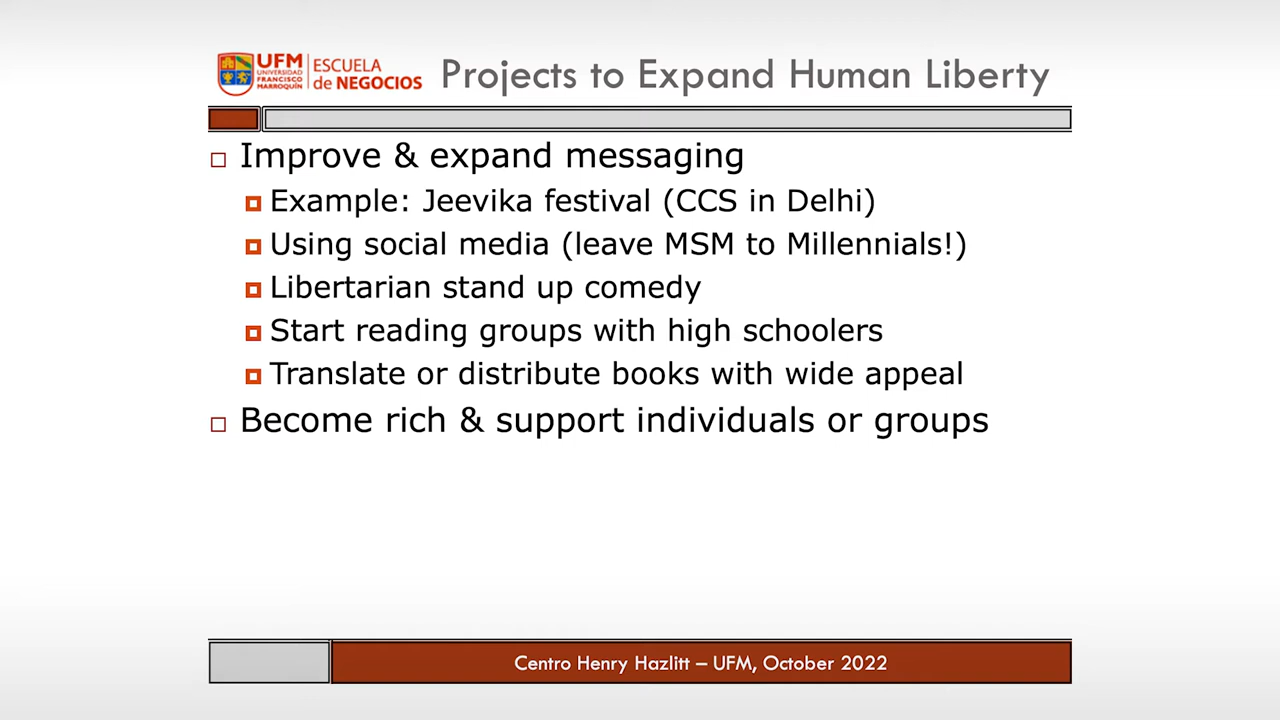 UFM
UNIVERSIDAD
FRANCISCO
MARROQUÍN
ESCUELA
de NEGOCIOS
Projects to Expand Human Liberty
Improve & expand messaging
Example: Jeevika festival (CCS in Delhi)
Using social media (leave MSM to Millennials!)
Libertarian stand up comedy
Start reading groups with high schoolers
Translate or distribute books with wide appeal
Become rich & support individuals or groups
Centro Henry Hazlitt – UFM, October 2022